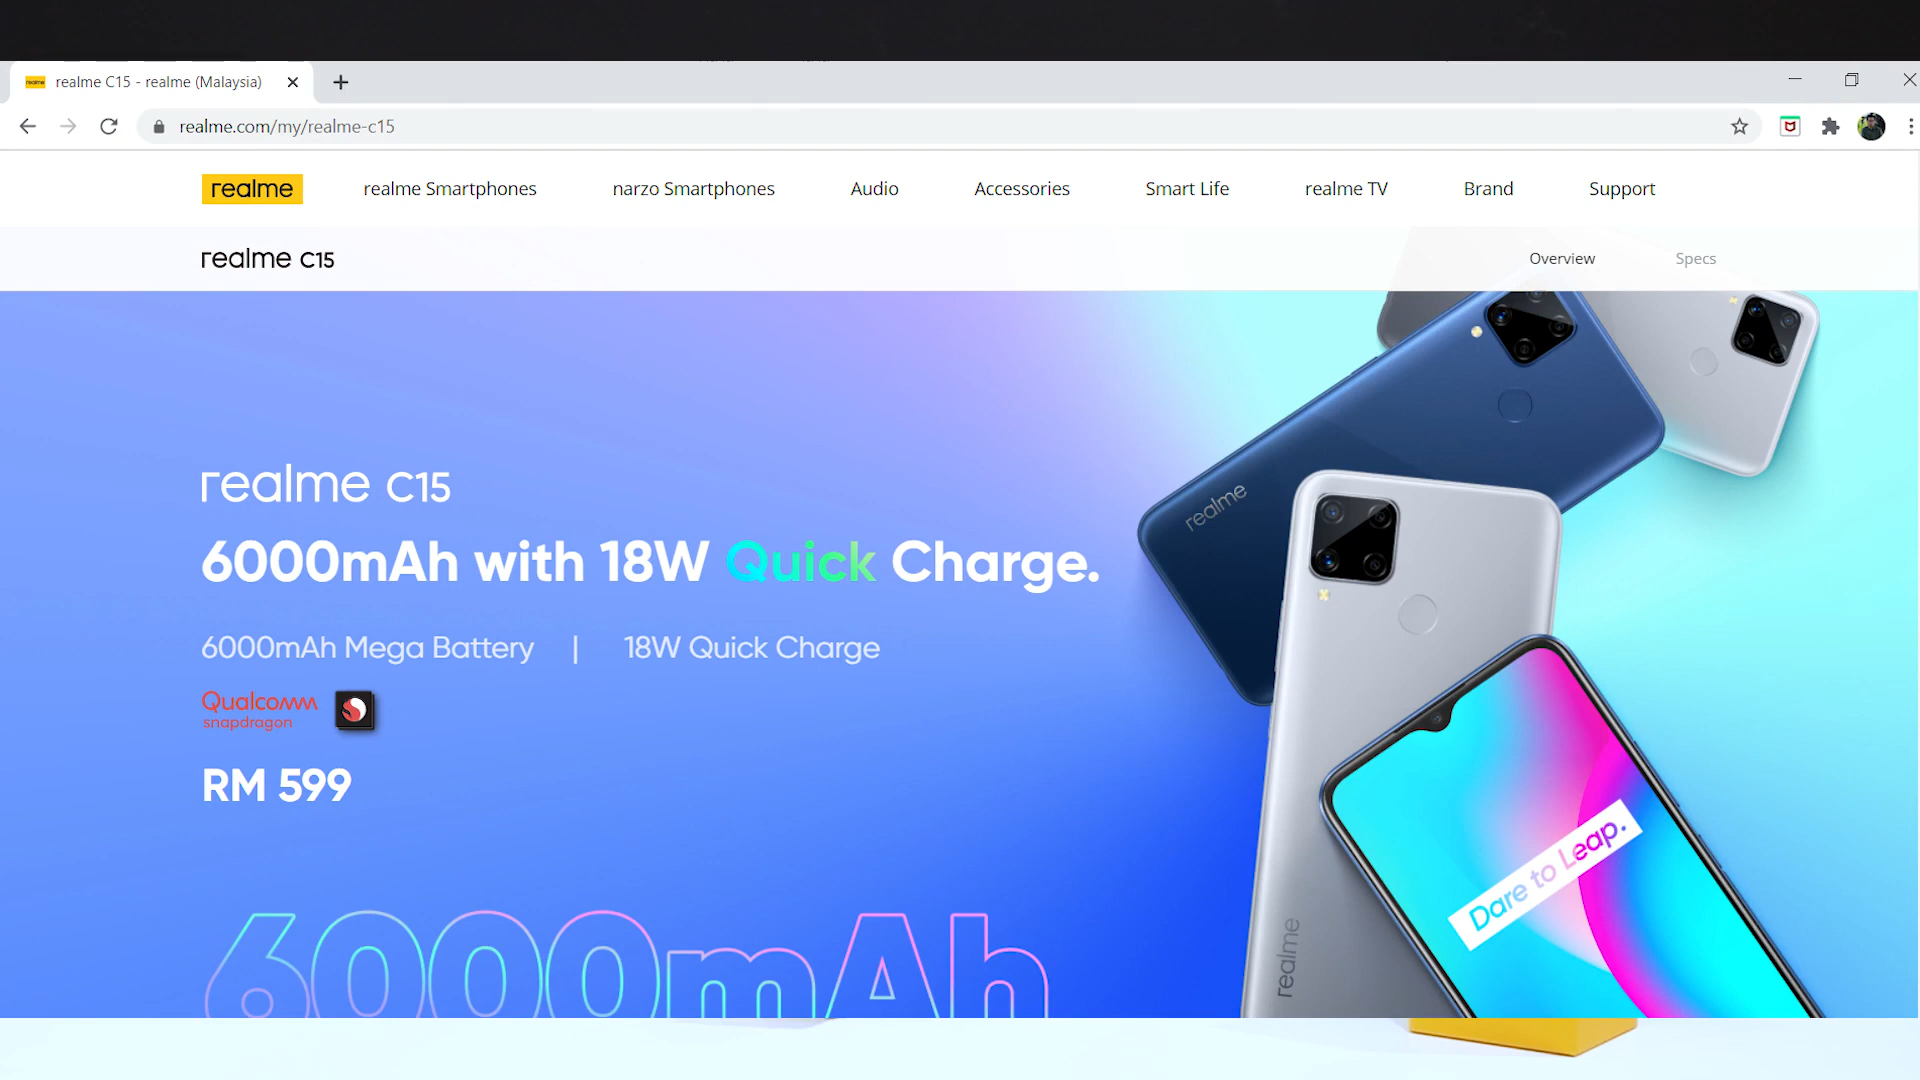 realme C15 - realme (Malaysia)
realme.com/my/realme-c15
realme
realme Smartphones
narzo Smartphones
Audio
Accessories
Smart Life
realme TV
Brand
Support
realme C15
Overview
Specs
realme C15
6000mAh with 18W Quick Charge.
6000mAh Mega Battery | 18W Quick Charge
Qualcomm
snapdragon
RM 599
6000mAh
realme
realme
Dare to Leap.